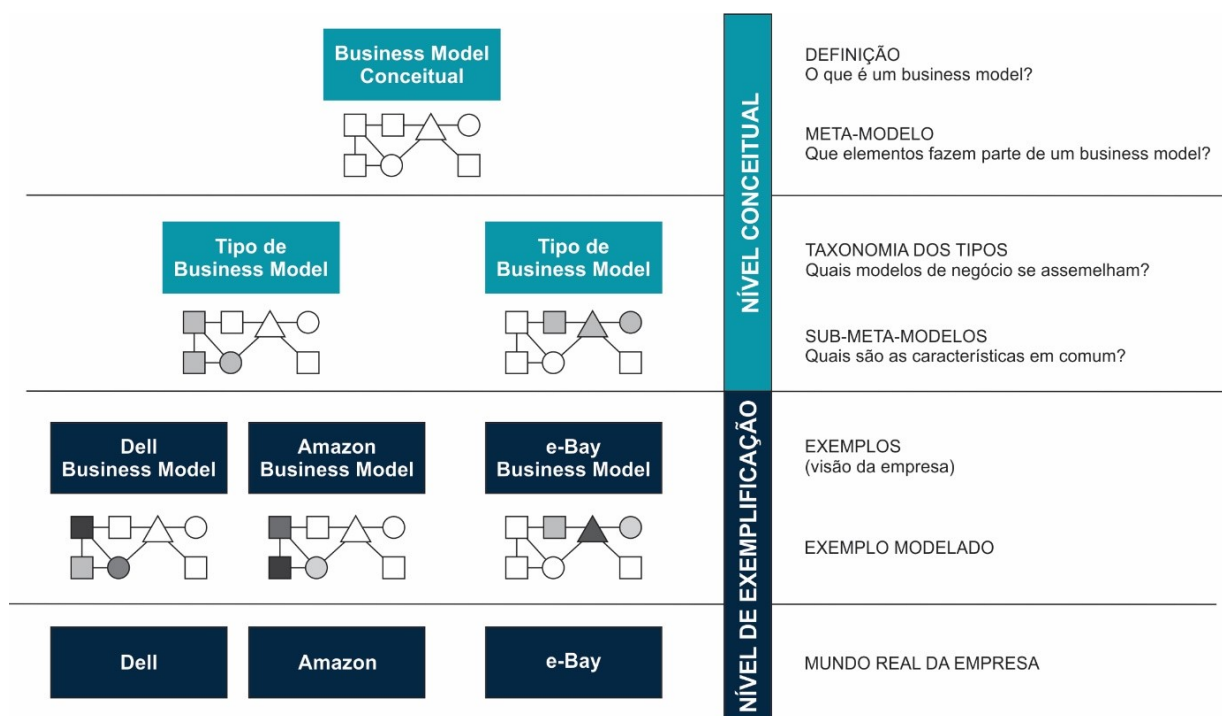 Business Model
Conceitual
DEFINIÇÃO
O que é um business model?
META-MODELO
Que elementos fazem parte de um business model?
NÍVEL CONCEITUAL
Tipo de
Business Model
Tipo de
Business Model
TAXONOMIA DOS TIPOS
Quais modelos de negócio se assemelham?
SUB-META-MODELOS
Quais são as características em comum?
Dell
Business Model
Amazon
Business Model
e-Bay
Business Model
NÍVEL DE EXEMPLIFICAÇÃO
EXEMPLOS
(visão da empresa)
EXEMPLO MODELADO
Dell
Amazon
e-Bay
MUNDO REAL DA EMPRESA